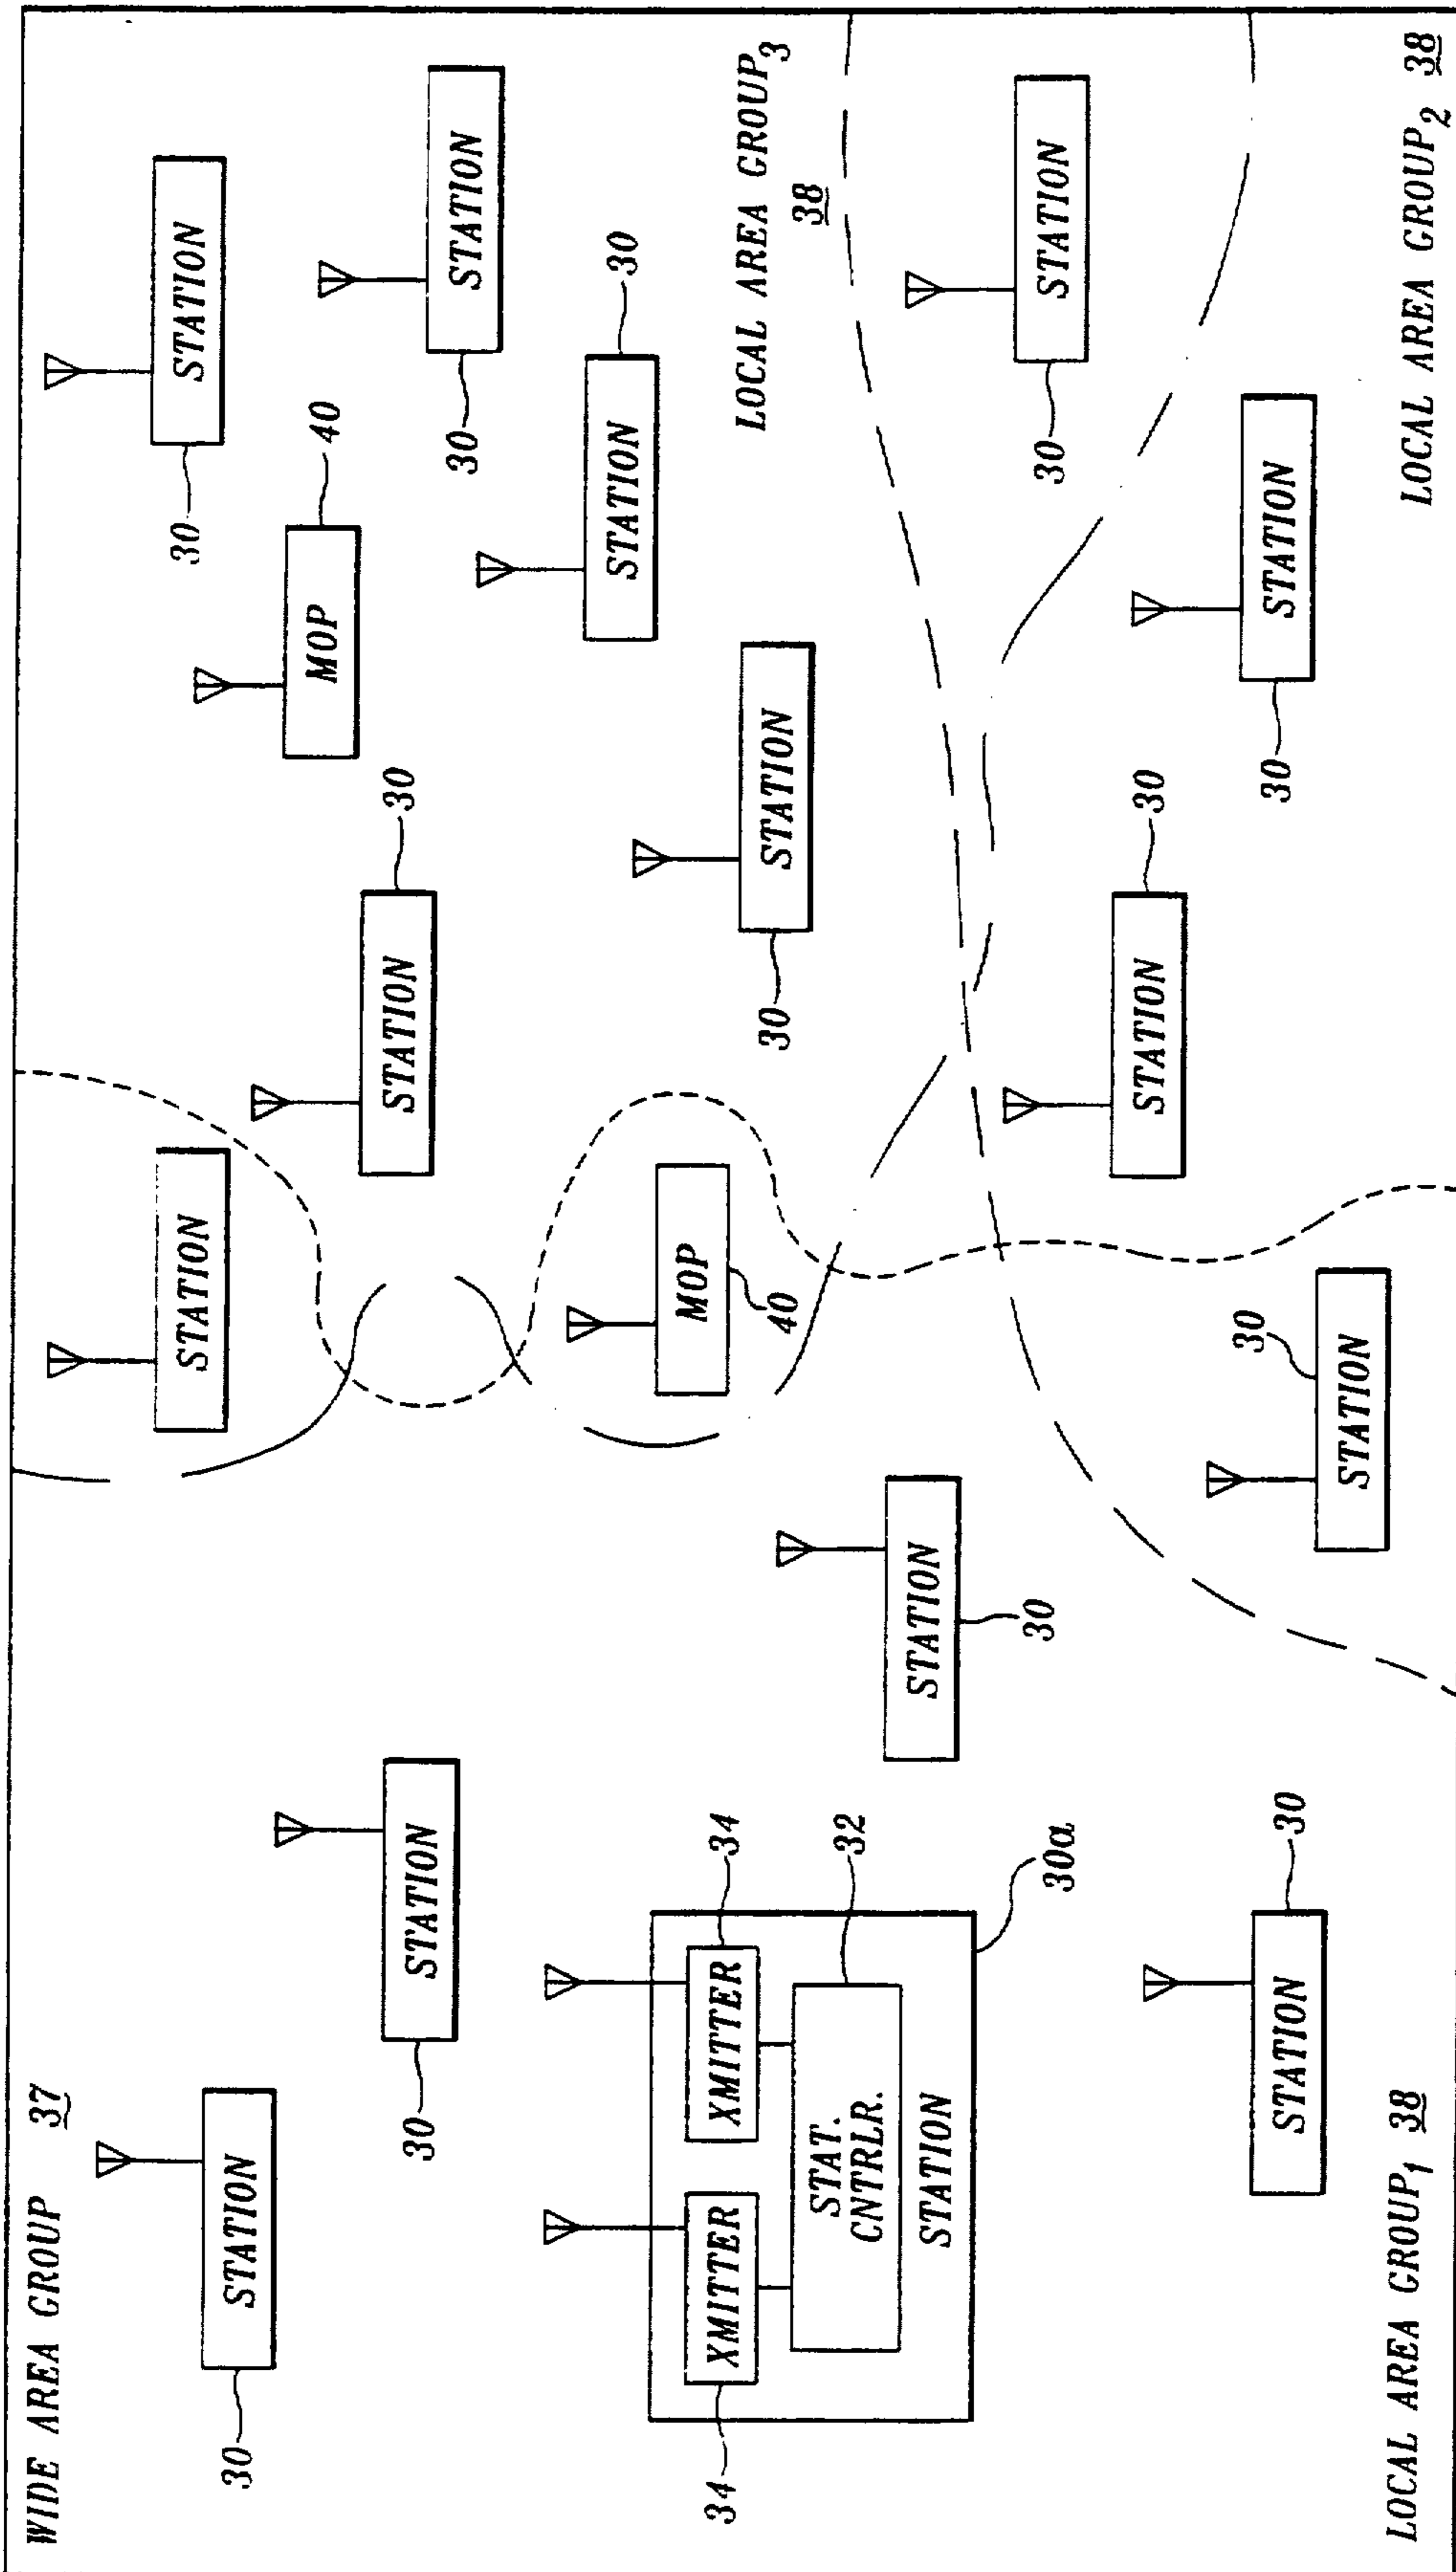 WIDE AREA GROUP 37
STATION
30
STATION
30
STATION
STATION
30
MOP
40
STATION
30
STATION
30
STATION
30
XMITTER
34
XMITTER
34
STAT.
CNTRLR.
32
STATION
30a
STATION
30
MOP
40
STATION
30
LOCAL AREA GROUP3
38
STATION
30
STATION
30
STATION
30
STATION
30
STATION
30
LOCAL AREA GROUP1 38
LOCAL AREA GROUP2 38